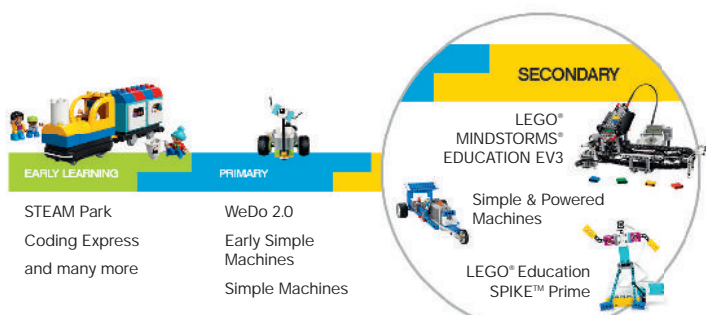 EARLY LEARNING
STEAM Park
Coding Express
and many more
PRIMARY
WeDo 2.0
Early Simple
Machines
Simple Machines
SECONDARY
LEGO®
MINDSTORMS®
EDUCATION EV3
Simple & Powered
Machines
LEGO® Education
SPIKE™ Prime